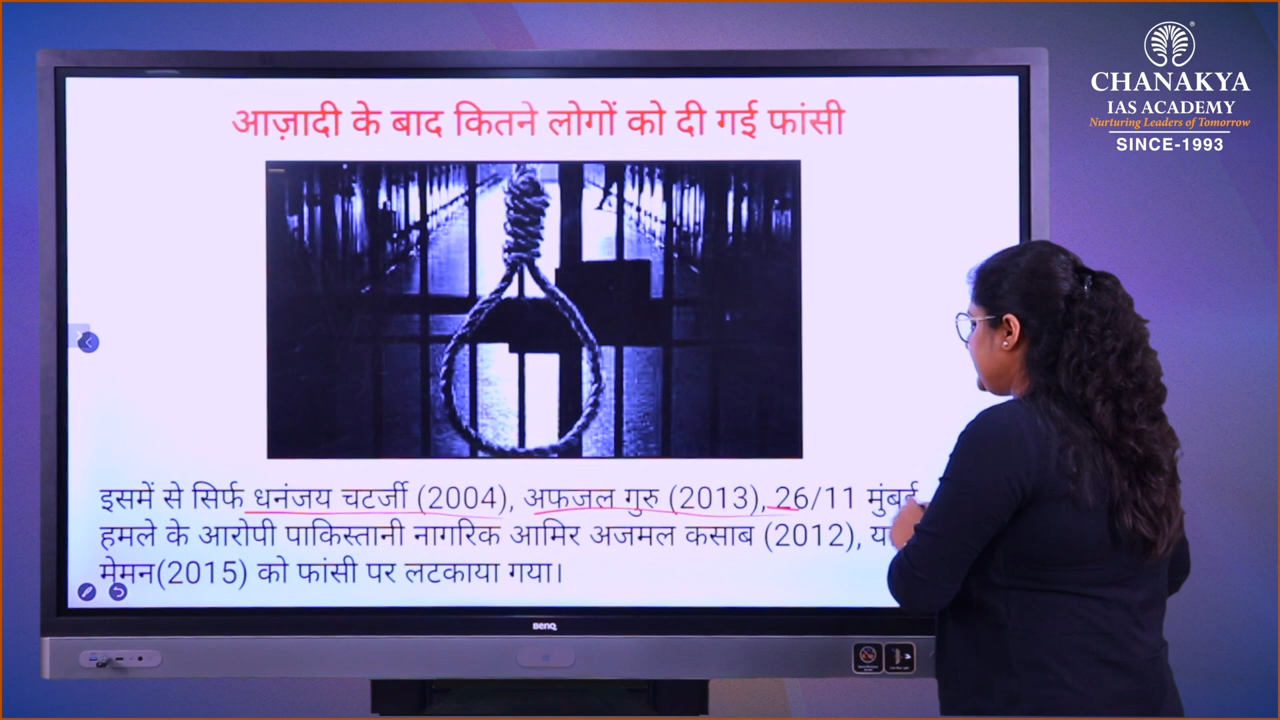 CHANAKYA
IAS ACADEMY
Nurturing Leaders of Tomorrow
SINCE-1993
आज़ादी के बाद कितने लोगों को दी गई फांसी
इसमें से सिर्फ धनंजय चटर्जी (2004), अफजल गुरु (2013), 26/11 मुंबई
हमले के आरोपी पाकिस्तानी नागरिक आमिर अजमल कसाब (2012),
मेमन(2015) को फांसी पर लटकाया गया।
BenQ